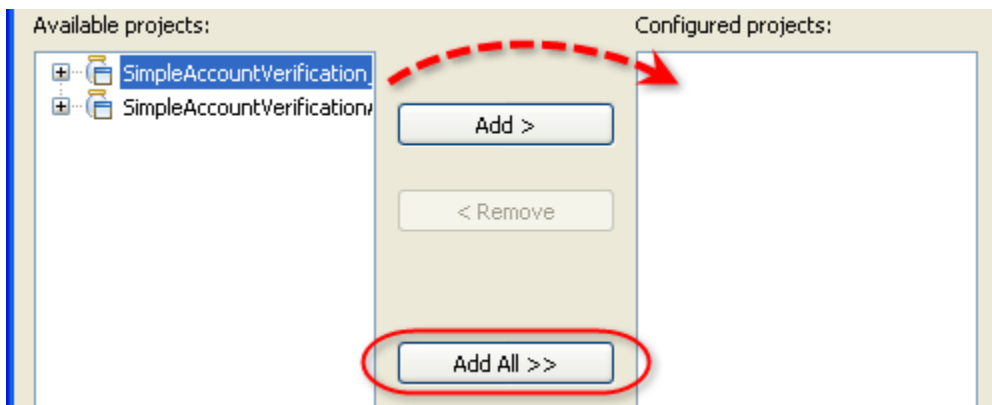 Available projects:
Configured projects:
SimpleAccountVerification_
SimpleAccountVerificationA
Add >
< Remove
Add All >>